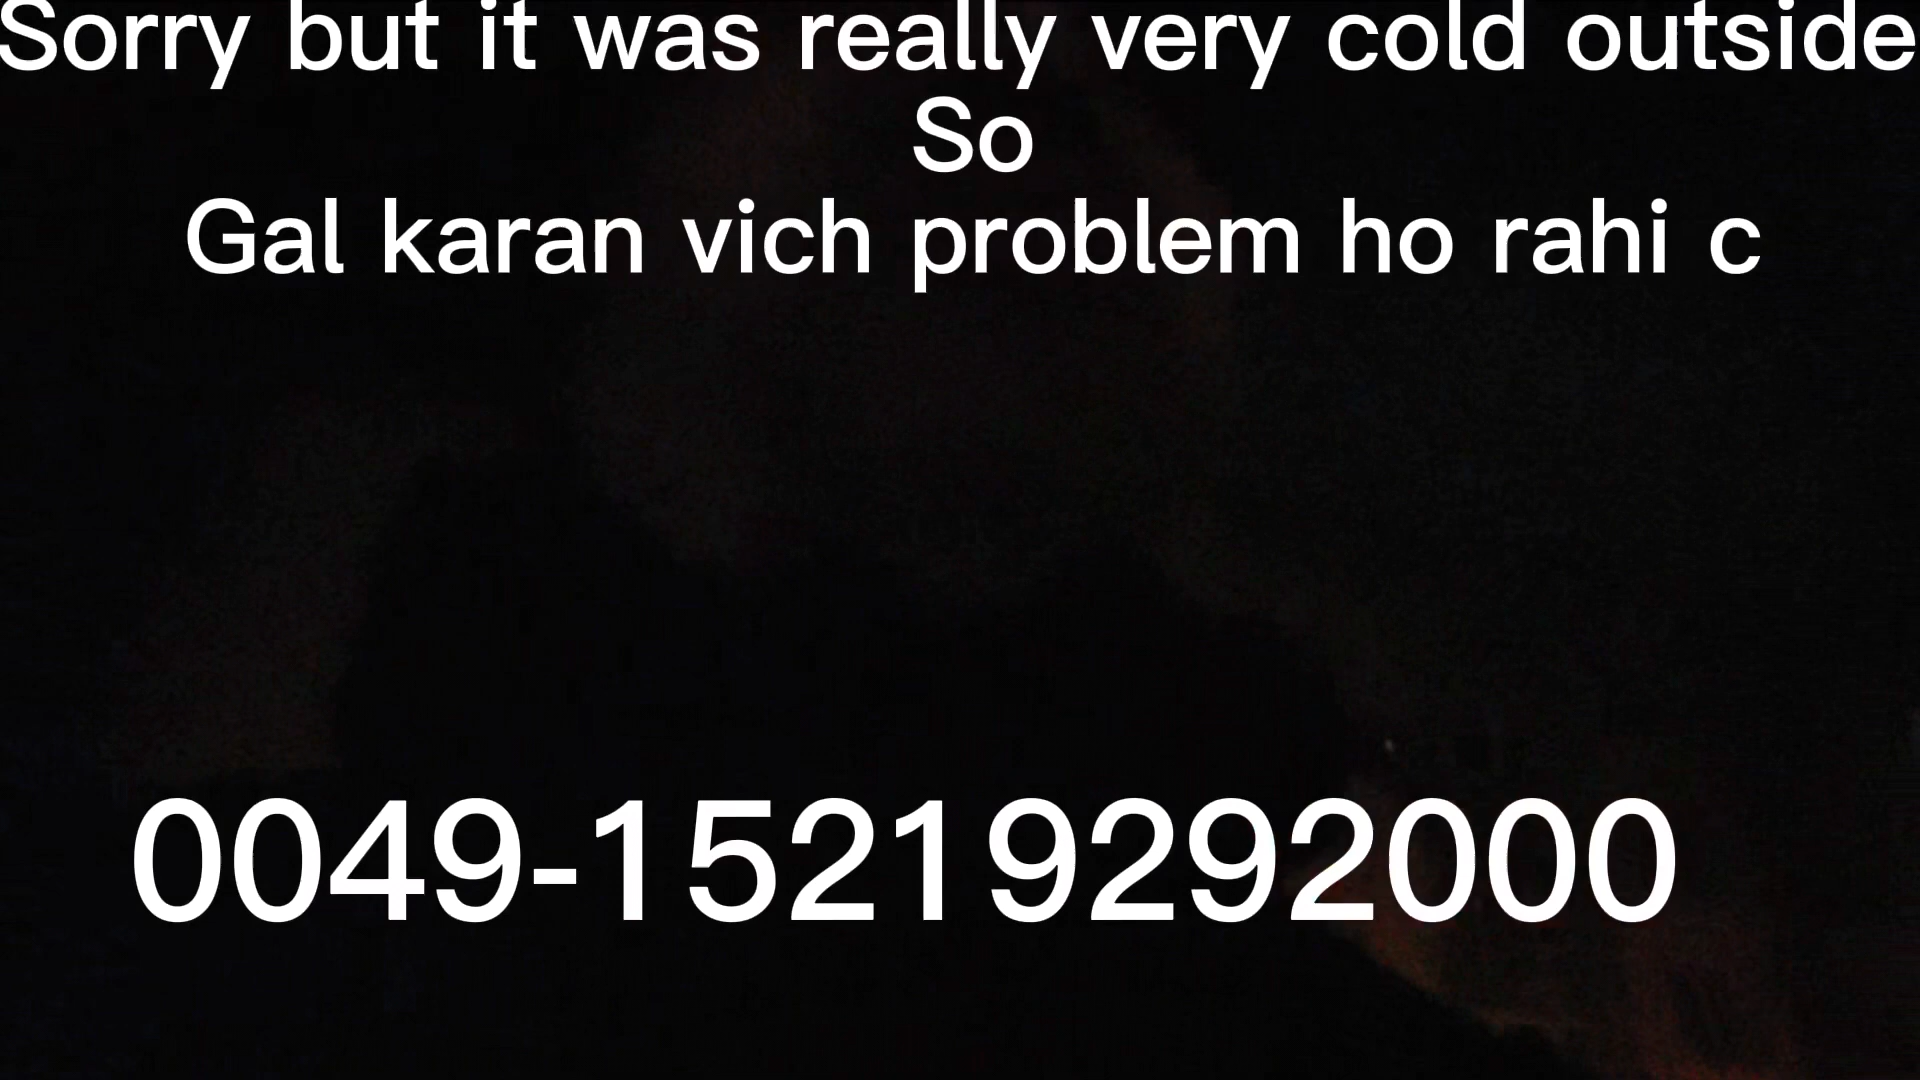 Sorry but it was really very cold outside
So
Gal karan vich problem ho rahi c
0049-15219292000